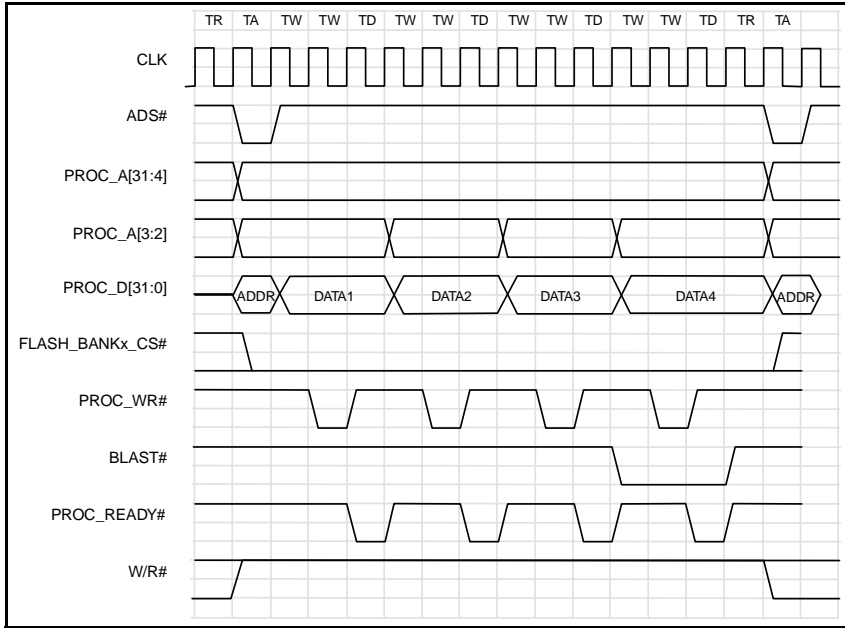 TR TA TW TW TD TW TW TD TW TW TD TW TW TD TR TA
CLK
ADS#
PROC_A[31:4]
PROC_A[3:2]
PROC_D[31:0] ADDR DATA1 DATA2 DATA3 DATA4 ADDR
FLASH_BANKx_CS#
PROC_WR#
BLAST#
PROC_READY#
W/R#